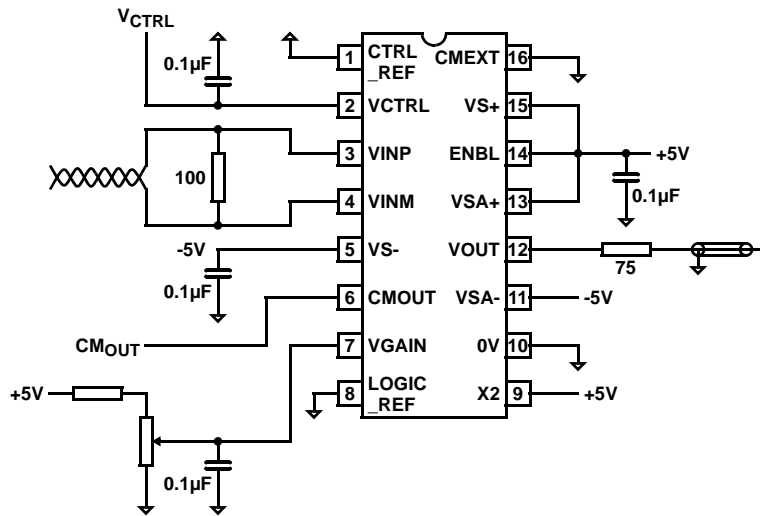 VCTRL
0.1µF
1 CTRL_REF
CMEXT 16
2 VCTRL
VS+ 15
3 VINP
ENBL 14
+5V
100
0.1µF
4 VINM
VSA+ 13
-5V
5 VS-
VOUT 12
75
0.1µF
6 CMOUT
VSA- 11
-5V
CMOUT
7 VGAIN
0V 10
+5V
8 LOGIC_REF
X2 9
+5V
0.1µF